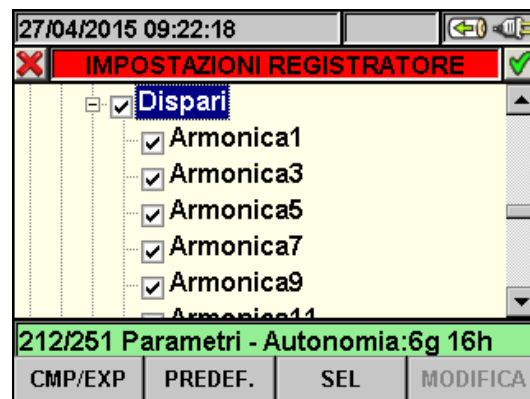 27/04/2015 09:22:18
IMPOSTAZIONI REGISTRATORE
Dispari
Armonica1
Armonica3
Armonica5
Armonica7
Armonica9
Armonica11
212/251 Parametri - Autonomia:6g 16h
CMP/EXP PREDEF. SEL MODIFICA